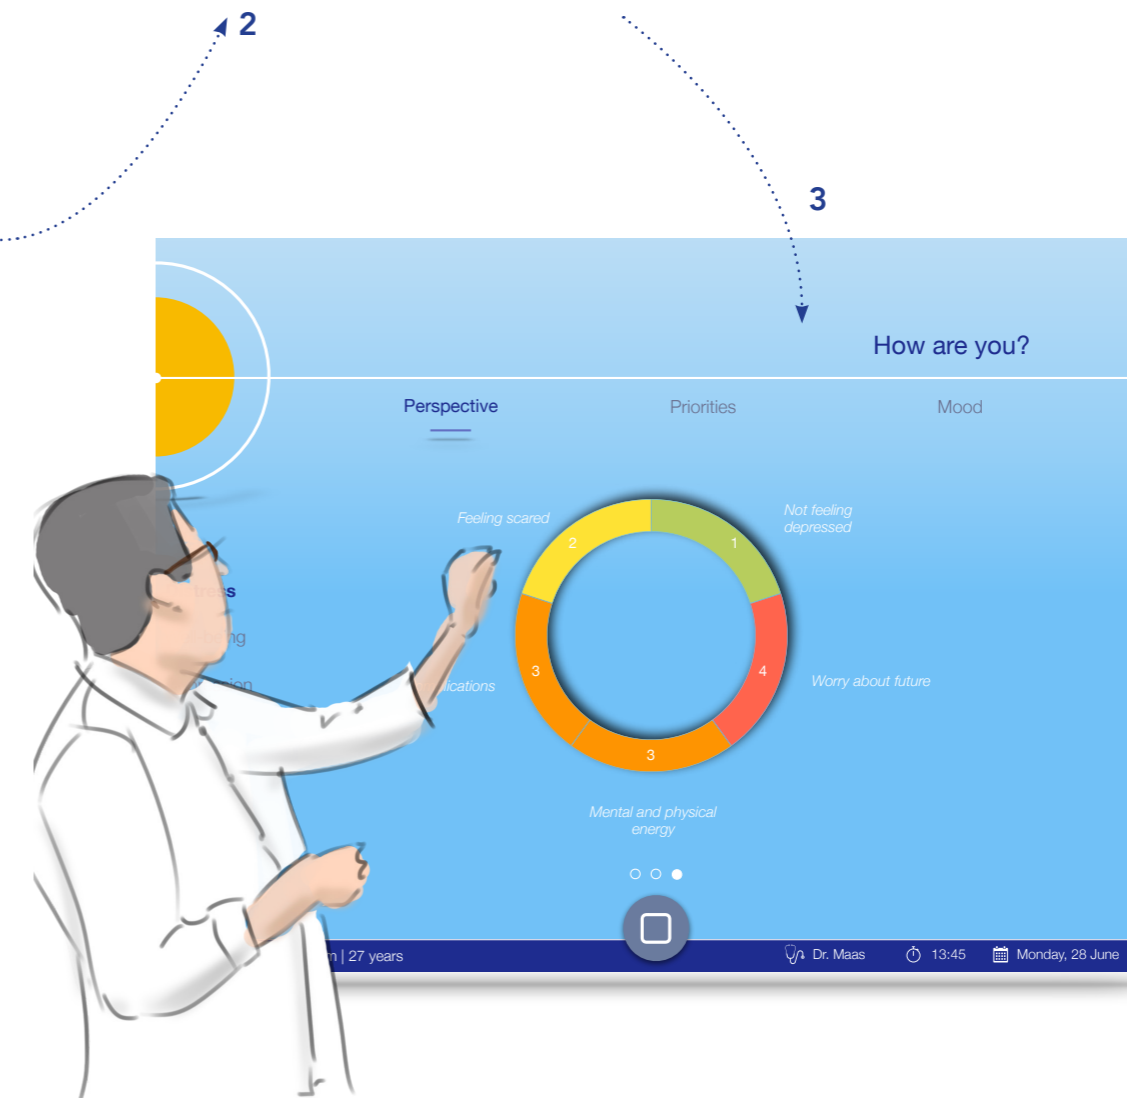 2
3
How are you?
Perspective
Priorities
Mood
Feeling scared
Not feeling
depressed
2
1
3
4
Worry about future
3
Mental and physical
energy
| 27 years
Dr. Maas
13:45
Monday, 28 June